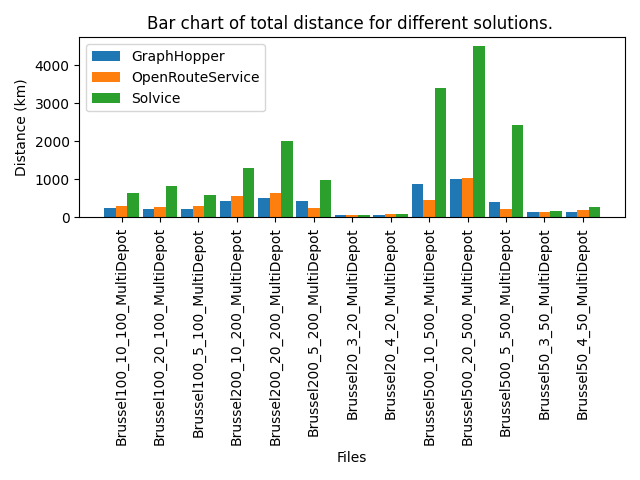 Bar chart of total distance for different solutions.
GraphHopper
OpenRouteService
Solvice
Distance (km)
4000
3000
2000
1000
0
Brussel100_10_100_MultiDepot
Brussel100_20_100_MultiDepot
Brussel100_5_100_MultiDepot
Brussel200_10_200_MultiDepot
Brussel200_20_200_MultiDepot
Brussel200_5_200_MultiDepot
Brussel20_3_20_MultiDepot
Brussel20_4_20_MultiDepot
Brussel500_10_500_MultiDepot
Brussel500_20_500_MultiDepot
Brussel500_5_500_MultiDepot
Brussel50_3_50_MultiDepot
Brussel50_4_50_MultiDepot
Files